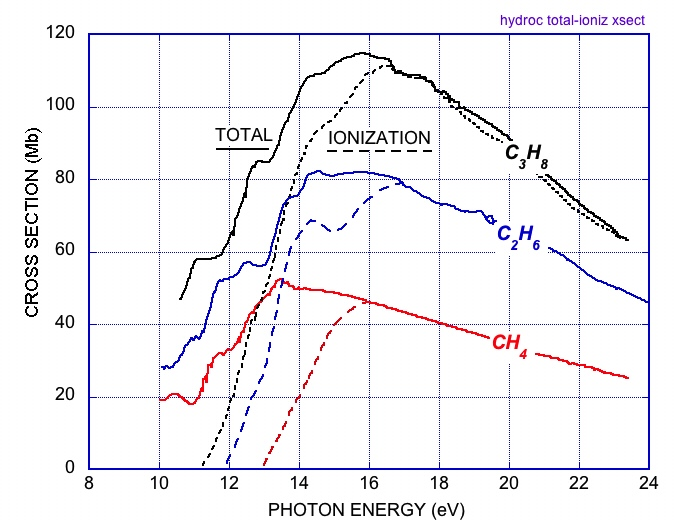 hydroc total-ioniz xsect
120
100
80
60
40
20
0
CROSS SECTION (Mb)
TOTAL
IONIZATION
C₃H₈
C₂H₆
CH₄
8 10 12 14 16 18 20 22 24
PHOTON ENERGY (eV)